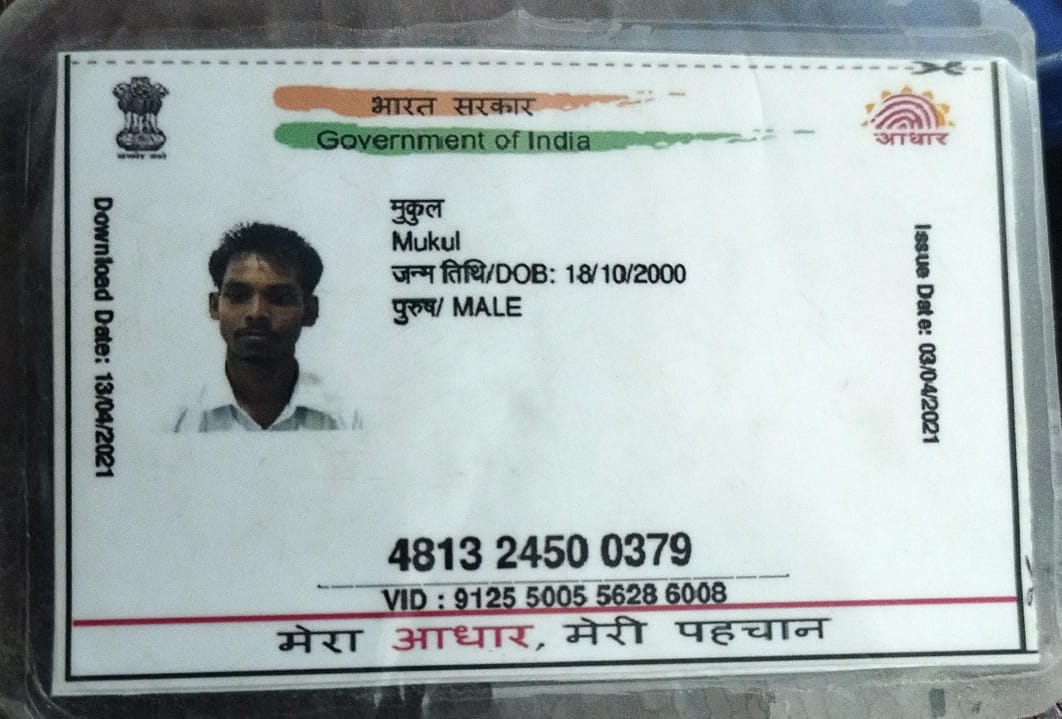 भारत सरकार
Government of India
आधार
Download Date: 13/04/2021
मुकुल
Mukul
जन्म तिथि/DOB: 18/10/2000
पुरुष/ MALE
Issue Date: 03/04/2021
4813 2450 0379
VID : 9125 5005 5628 6008
मेरा आधार, मेरी पहचान